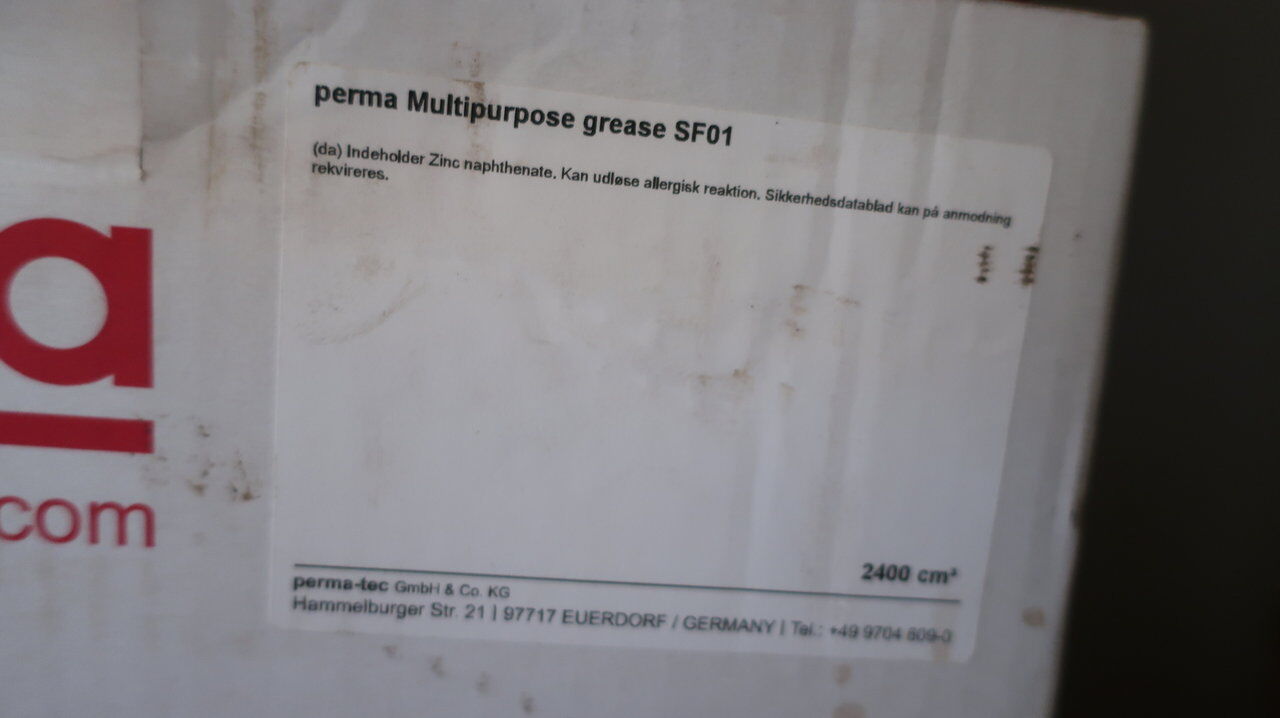 perma Multipurpose grease SF01
(da) Indeholder Zinc naphthenate. Kan udløse allergisk reaktion. Sikkerhedsdatablad kan på anmodning
rekvireres.
a
com
2400 cm³
perma-tec GmbH & Co. KG
Hammelburger Str. 21 | 97717 EUERDORF / GERMANY | Tel.: +49 9704 609-0